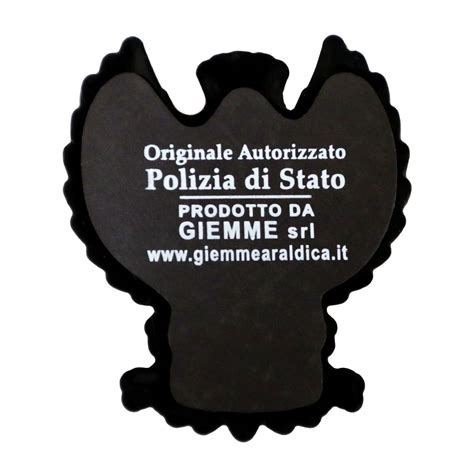 Originale Autorizzato
Polizia di Stato
PRODOTTO DA
GIEMME srl
www.giemmearaldica.it